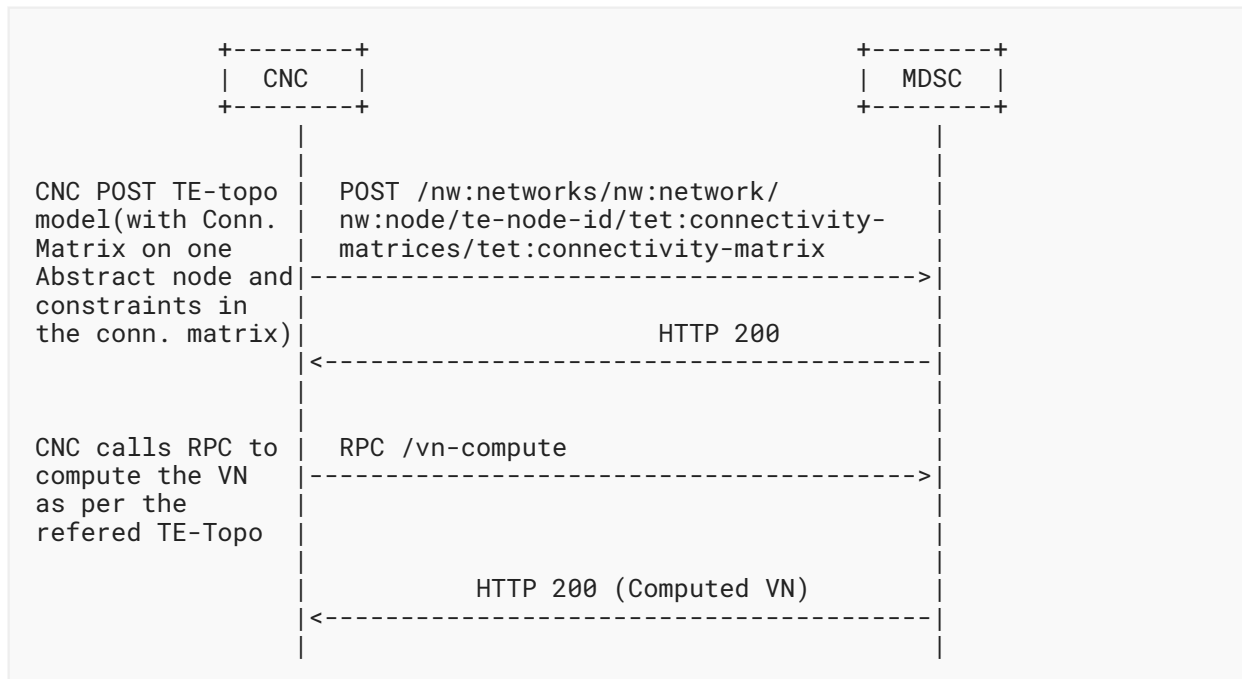 CNC MDSC
CNC POST TE-topo POST /nw:networks/nw:network/
model(with Conn. nw:node/te-node-id/tet:connectivity-
Matrix on one matrices/tet:connectivity-matrix
Abstract node and
constraints in
the conn. matrix) HTTP 200
CNC calls RPC to RPC /vn-compute
compute the VN
as per the
refered TE-Topo
HTTP 200 (Computed VN)